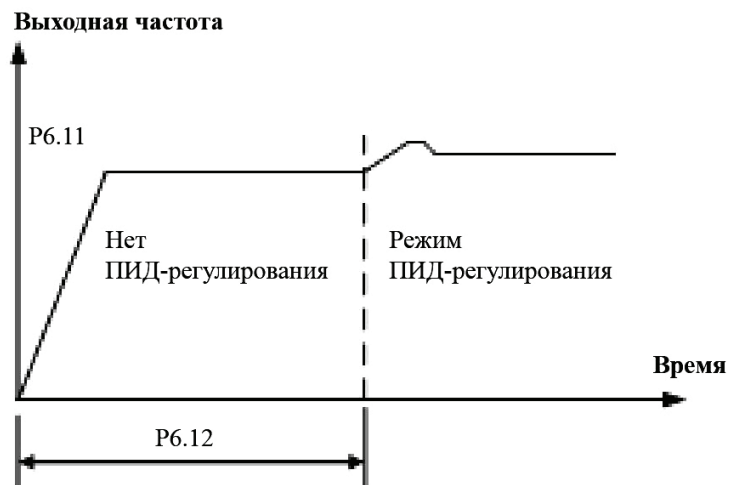 Выходная частота
P6.11
Нет
ПИД-регулирования
Режим
ПИД-регулирования
Время
P6.12